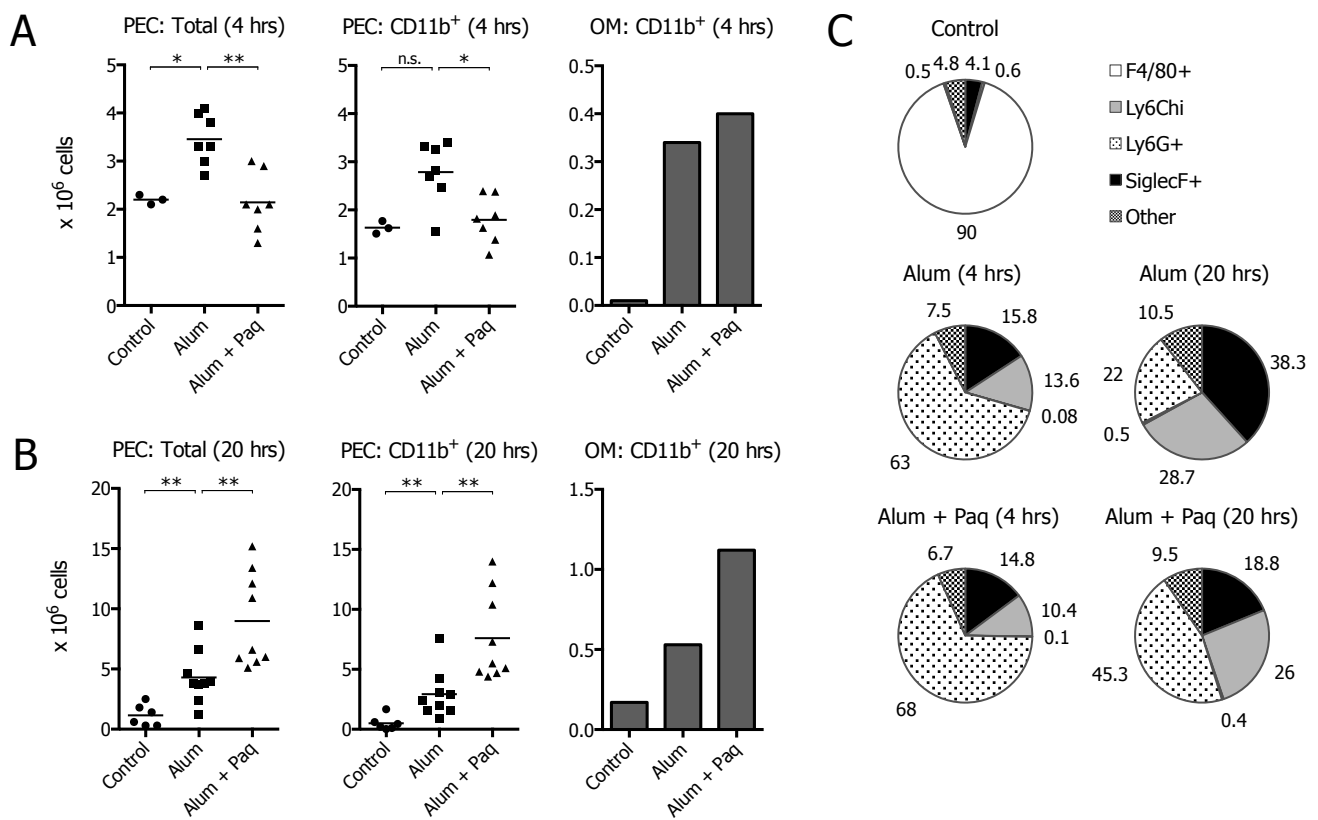 A
PEC: Total (4 hrs)
PEC: CD11b+ (4 hrs)
OM: CD11b+ (4 hrs)
* **
n.s. *
x 10^6 cells
5
4
3
2
1
0
5
4
3
2
1
0
0.5
0.4
0.3
0.2
0.1
0.0
Control
Alum
Alum + Paq
Control
Alum
Alum + Paq
Control
Alum
Alum + Paq
B
PEC: Total (20 hrs)
PEC: CD11b+ (20 hrs)
OM: CD11b+ (20 hrs)
** **
** **
x 10^6 cells
20
15
10
5
0
20
15
10
5
0
1.5
1.0
0.5
0.0
Control
Alum
Alum + Paq
Control
Alum
Alum + Paq
Control
Alum
Alum + Paq
C
Control
0.5 4.8 4.1 0.6
90
F4/80+
Ly6Chi
Ly6G+
SiglecF+
Other
Alum (4 hrs)
7.5
15.8
13.6
0.08
63
Alum (20 hrs)
10.5
38.3
22
0.5
28.7
Alum + Paq (4 hrs)
6.7
14.8
10.4
0.1
68
Alum + Paq (20 hrs)
9.5
18.8
45.3
26
0.4